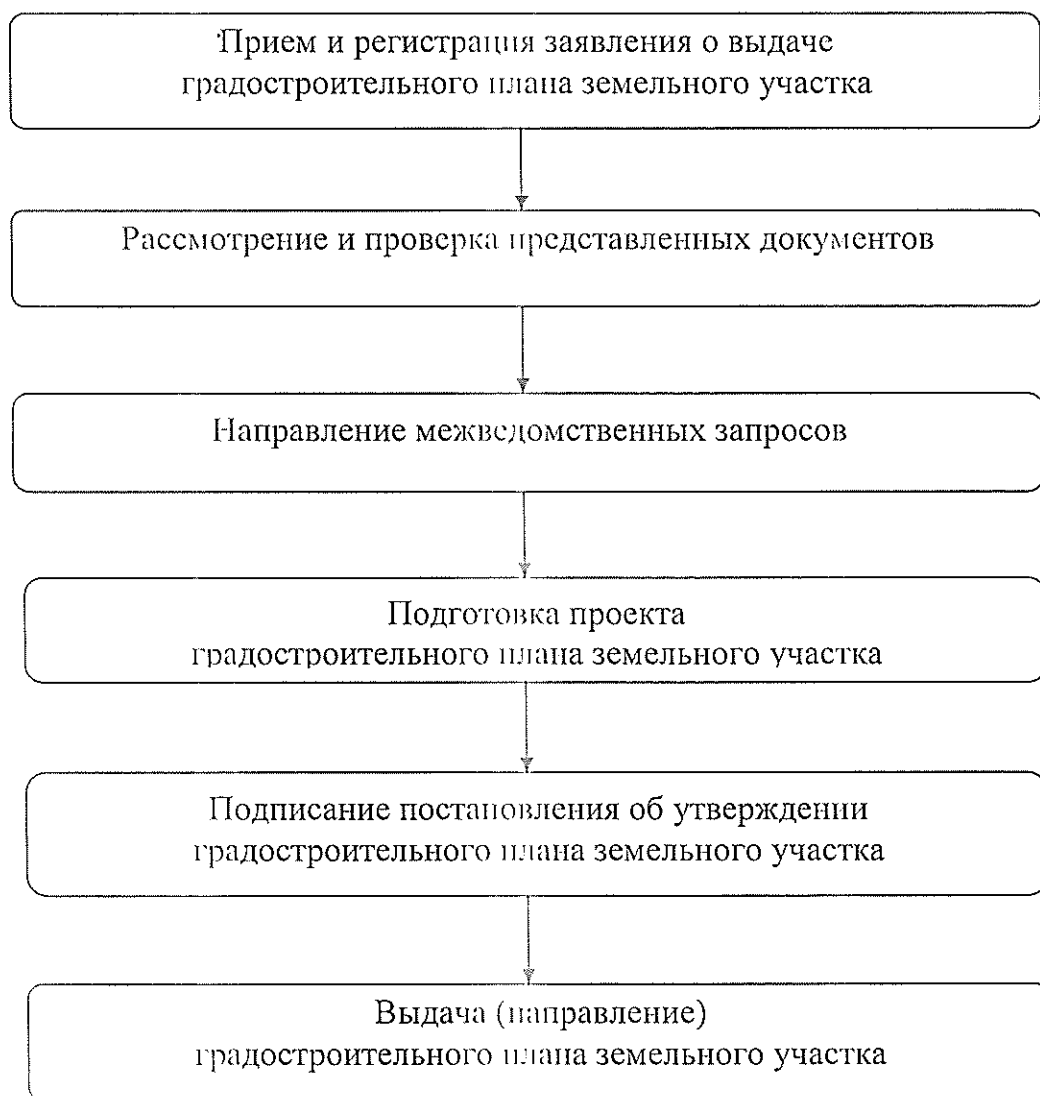 Прием и регистрация заявления о выдаче
градостроительного плана земельного участка
Рассмотрение и проверка представленных документов
Направление межведомственных запросов
Подготовка проекта
градостроительного плана земельного участка
Подписание постановления об утверждении
градостроительного плана земельного участка
Выдача (направление)
градостроительного плана земельного участка